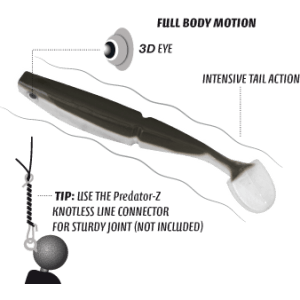 FULL BODY MOTION
3D EYE
INTENSIVE TAIL ACTION
TIP: USE THE Predator-Z
KNOTLESS LINE CONNECTOR
FOR STURDY JOINT (NOT INCLUDED)